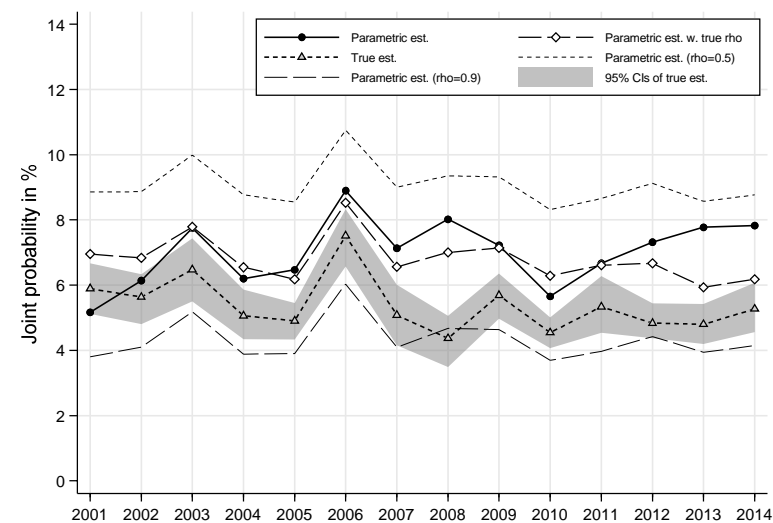 Parametric est.
Parametric est. w. true rho
True est.
Parametric est. (rho=0.5)
Parametric est. (rho=0.9)
95% CIs of true est.
Joint probability in %
14
12
10
8
6
4
2
0
2001 2002 2003 2004 2005 2006 2007 2008 2009 2010 2011 2012 2013 2014